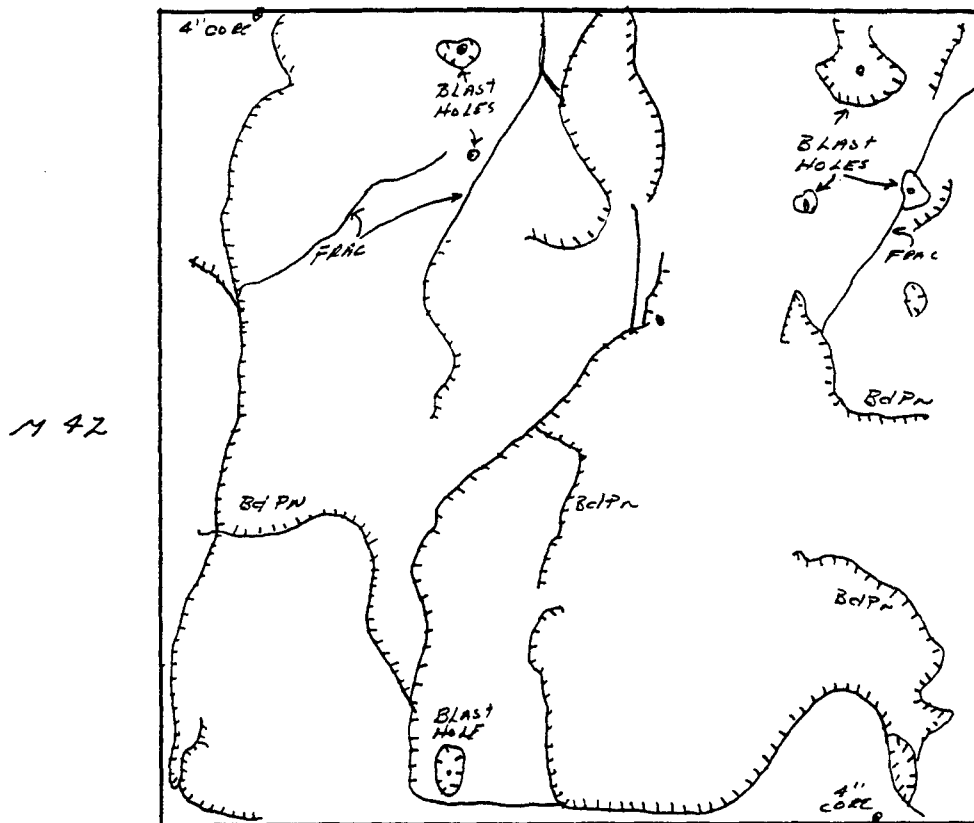 4" CORE
BLAST
HOLES
BLAST
HOLES
FRAC
FRAC
BdPN
M 42
BdPN
BdPN
BdPN
BLAST
HOLE
4"
CORE